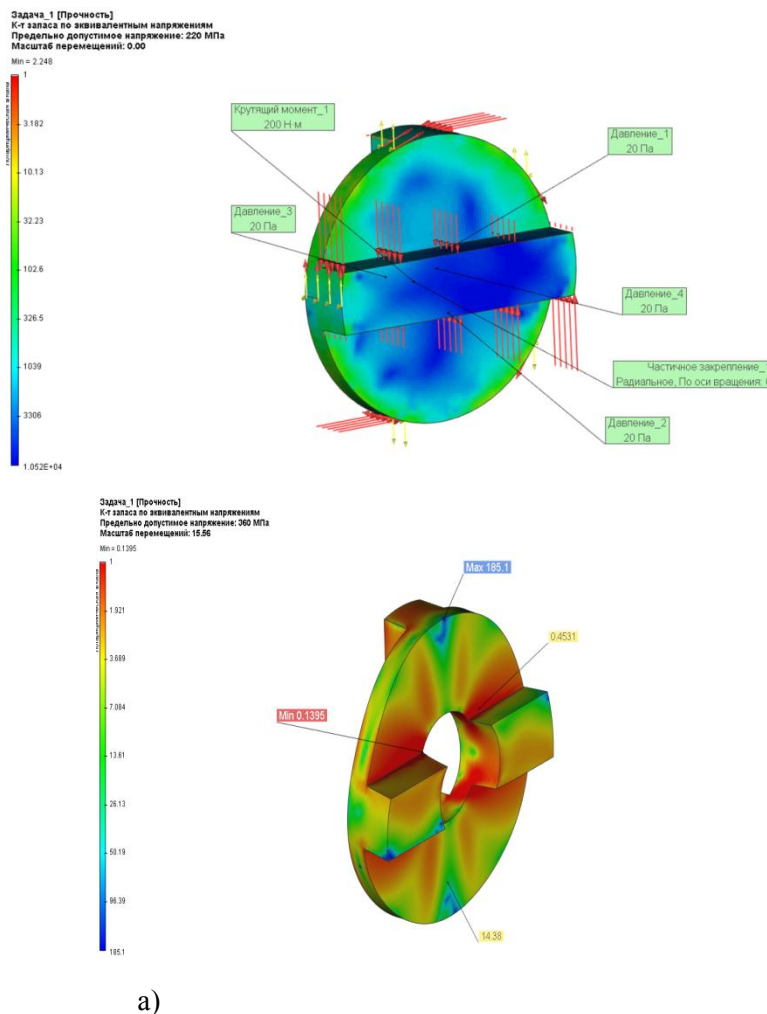 Задача_1 [Прочность]
К-т запаса по эквивалентным напряжениям
Предельно допустимое напряжение: 220 МПа
Масштаб перемещений: 0.00
Min = 2.248
1
3.182
10.13
32.23
102.6
326.5
1039
3306
1.052E+04
Крутящий момент_1
200 Н·м
Давление_1
20 Па
Давление_3
20 Па
Давление_4
20 Па
Частичное закрепление_
Радиальное, По оси вращения:
Давление_2
20 Па
Задача_1 [Прочность]
К-т запаса по эквивалентным напряжениям
Предельно допустимое напряжение: 360 МПа
Масштаб перемещений: 15.56
Min = 0.1395
1
1.921
3.689
7.084
13.61
26.13
50.19
96.39
185.1
Max 185.1
0.4531
Min 0.1395
14.38
а)